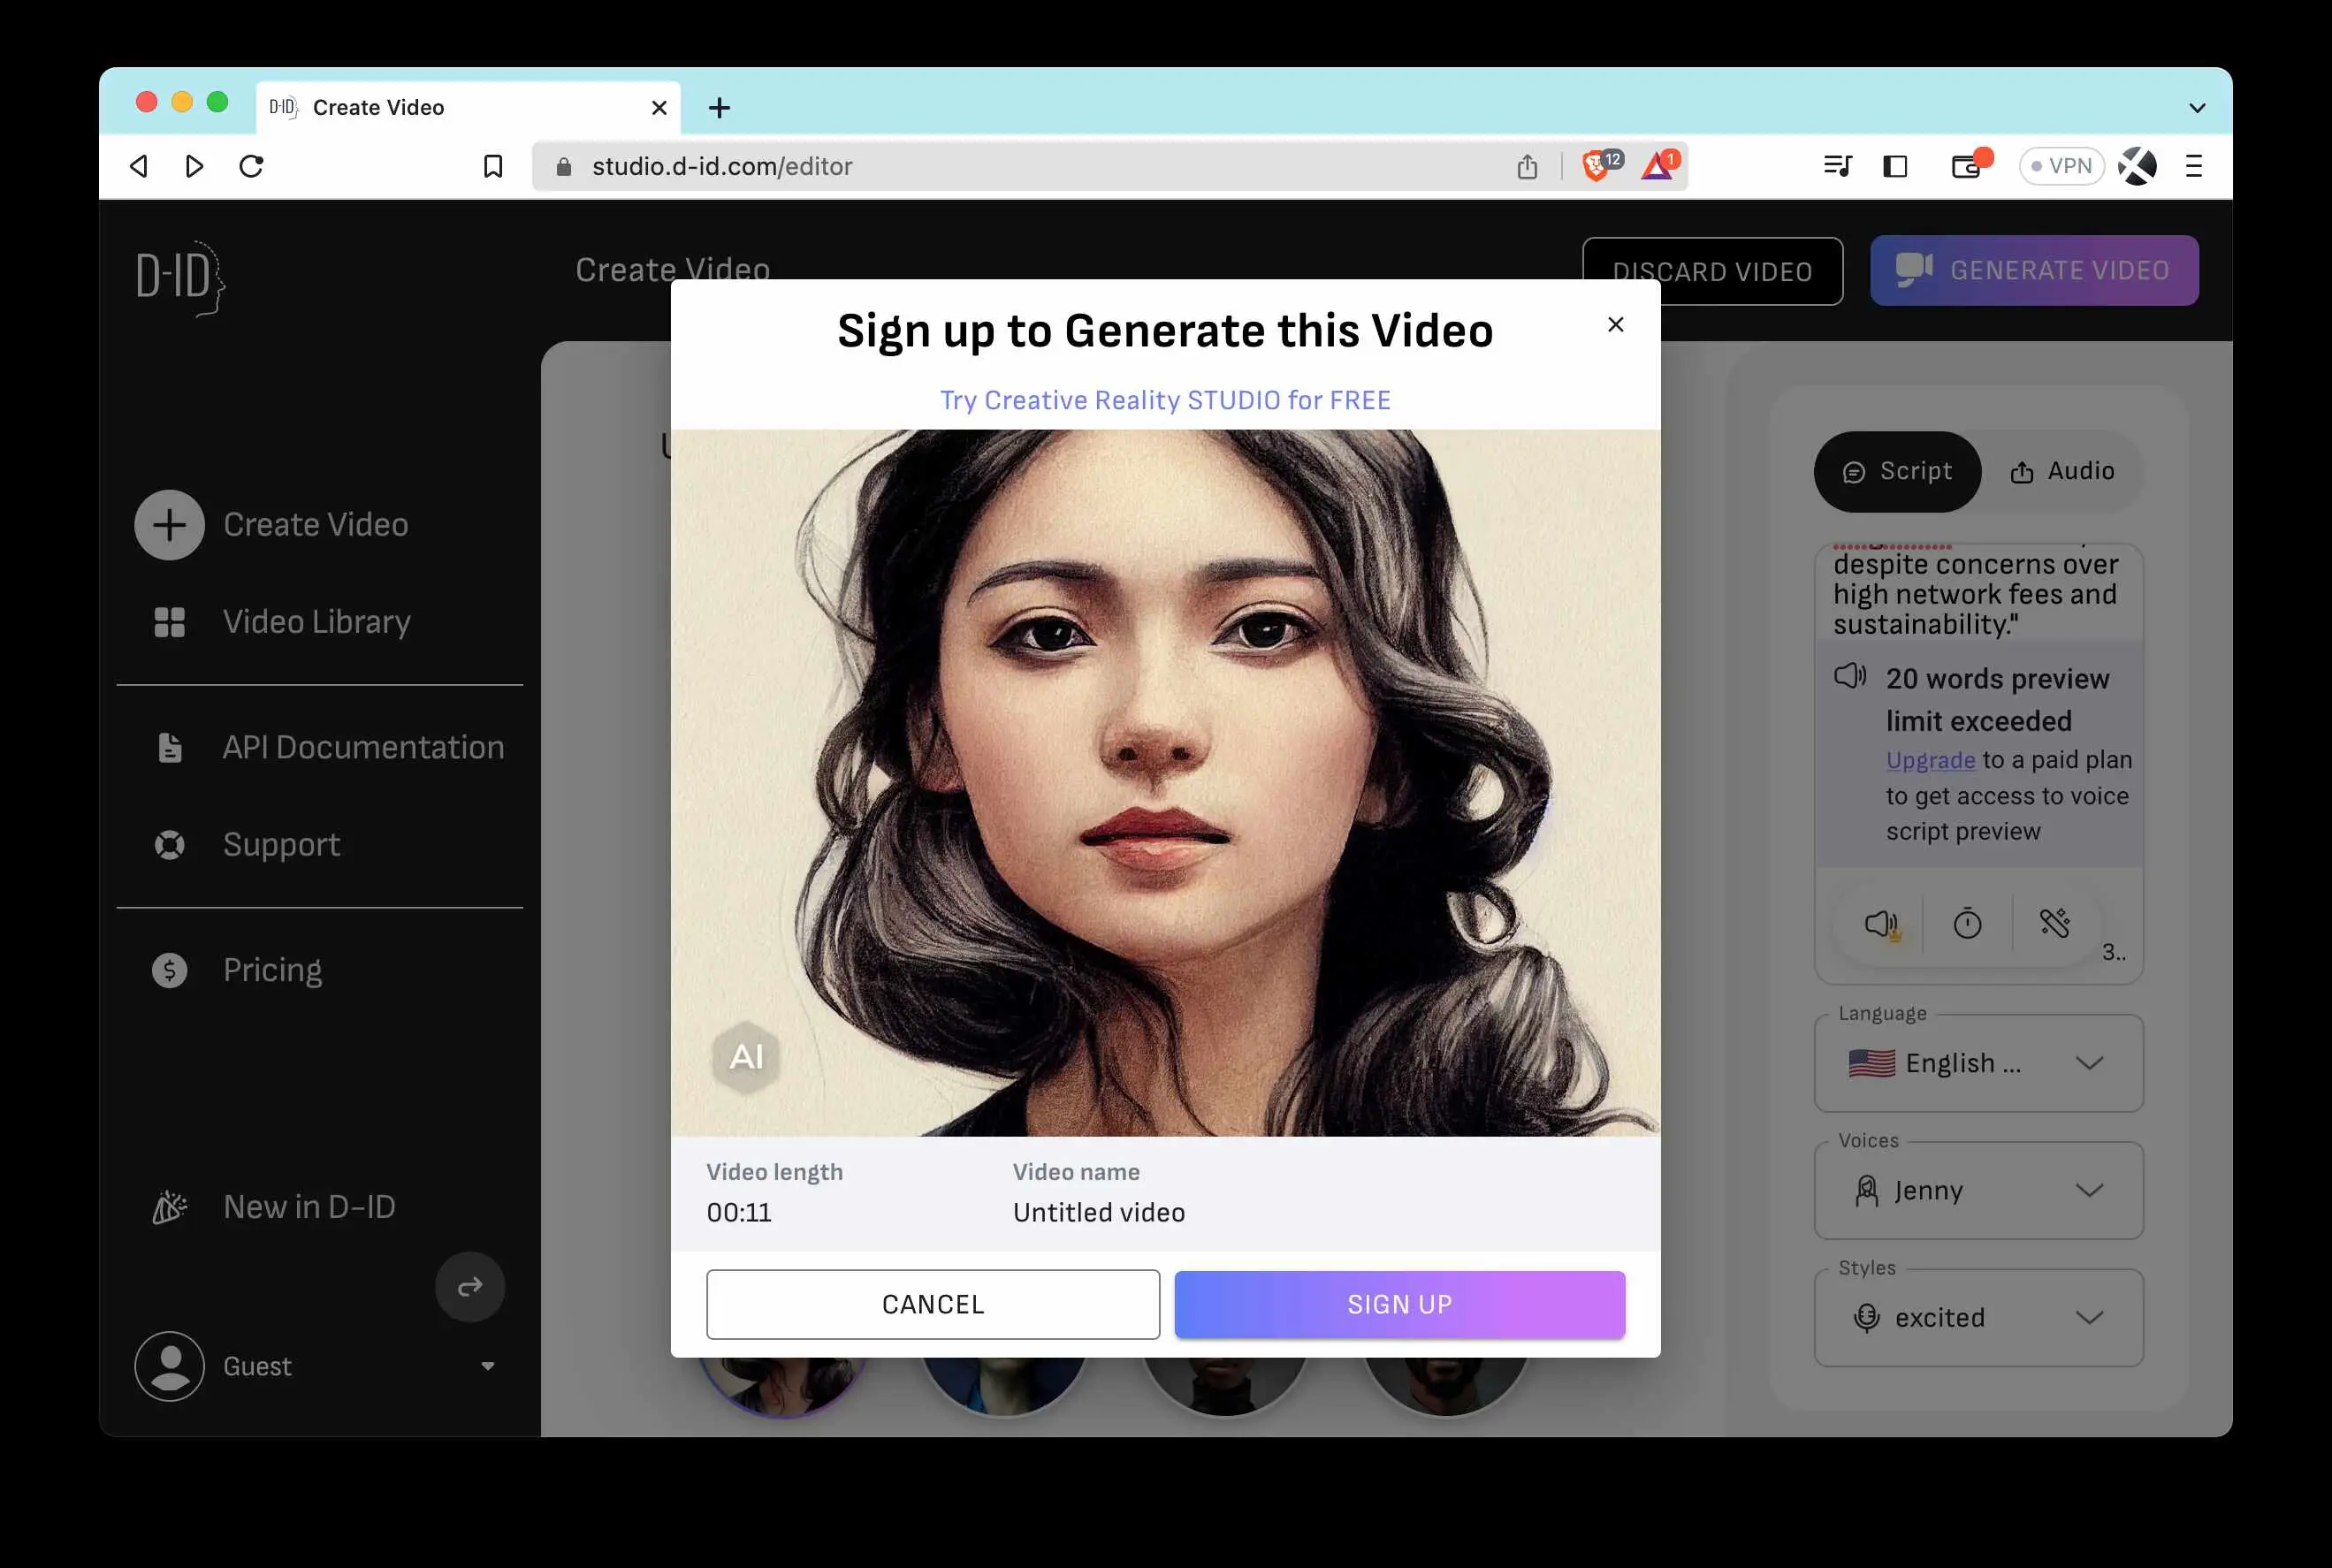 D-ID Create Video
studio.d-id.com/editor
12
1
VPN
D-ID
Create Video
DISCARD VIDEO
GENERATE VIDEO
Create Video
Video Library
API Documentation
Support
Pricing
New in D-ID
Guest
Sign up to Generate this Video
Try Creative Reality STUDIO for FREE
AI
Video length
00:11
Video name
Untitled video
CANCEL
SIGN UP
Script
Audio
despite concerns over
high network fees and
sustainability."
20 words preview
limit exceeded
Upgrade to a paid plan
to get access to voice
script preview
3..
Language
English ...
Voices
Jenny
Styles
excited